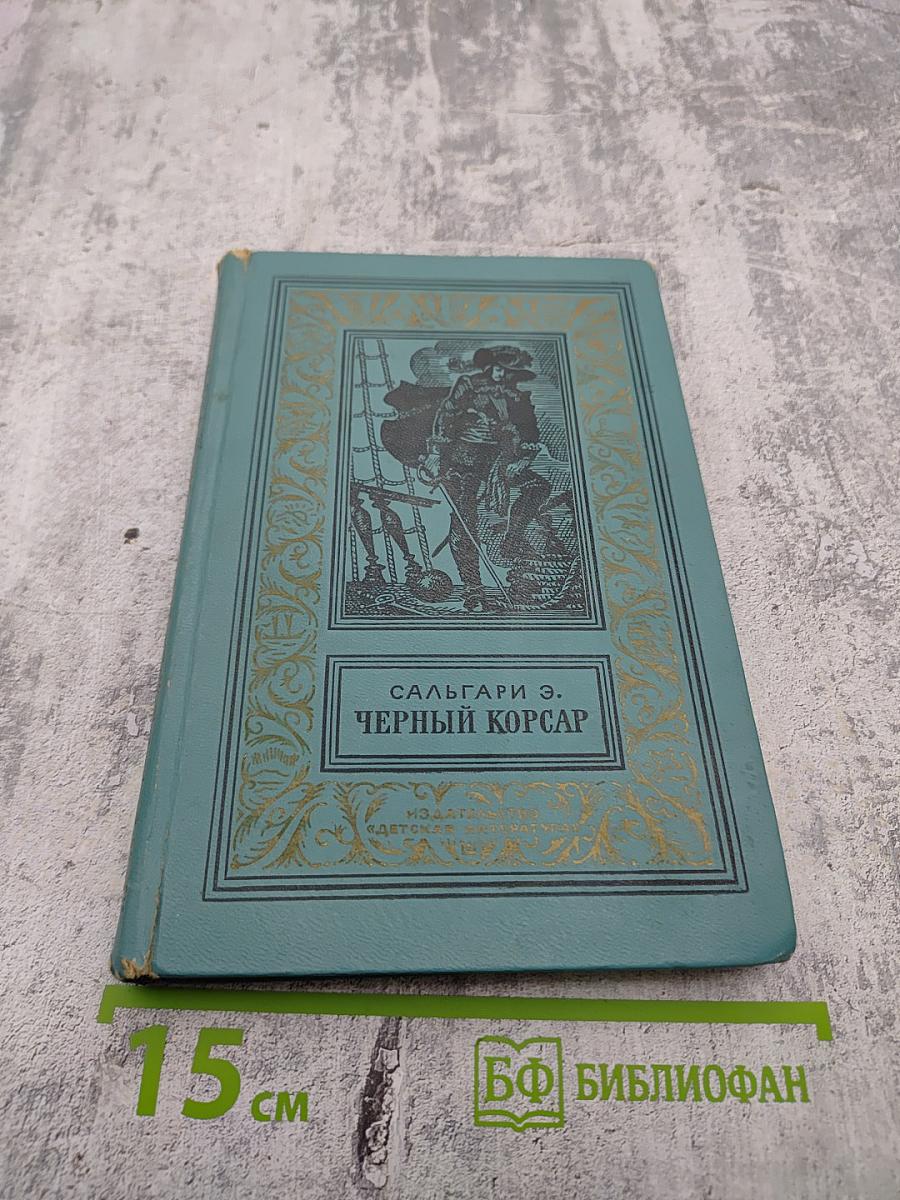 САЛЬГАРИ Э.
ЧЕРНЫЙ КОРСАР
ИЗДАТЕЛЬСТВО
«ДЕТСКАЯ ЛИТЕРАТУРА»
15 СМ
БФ БИБЛИОФАН